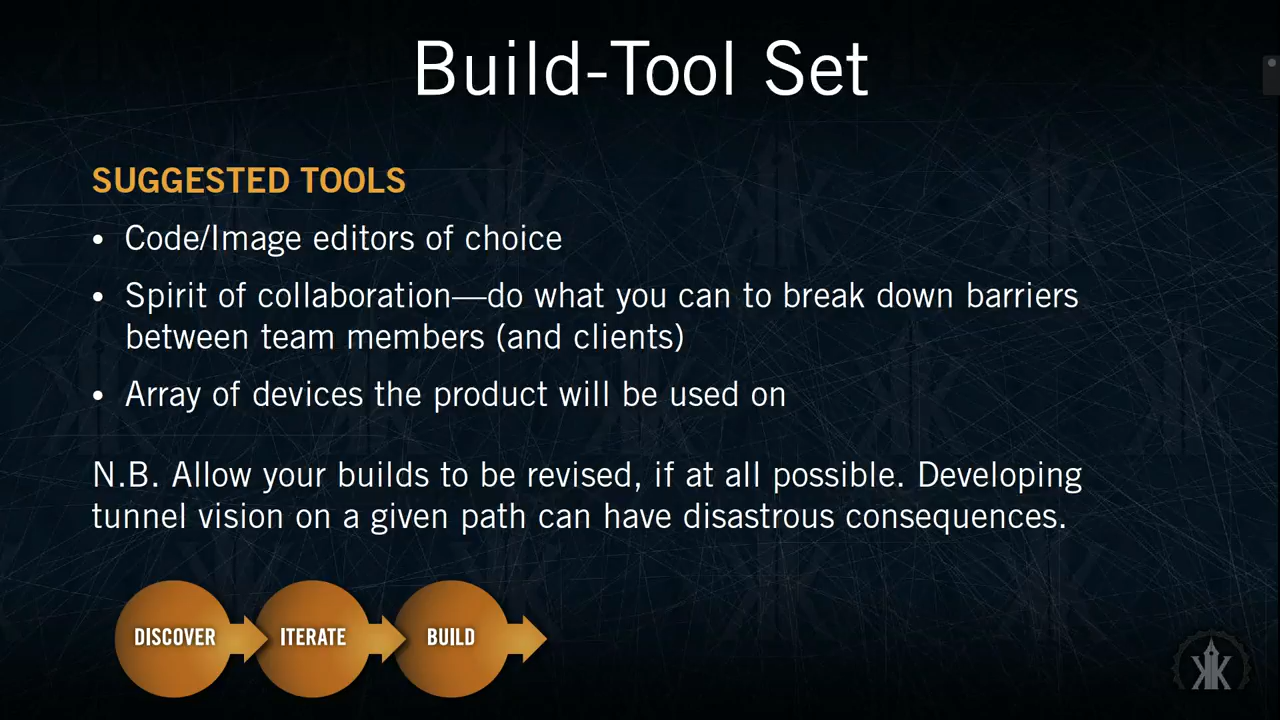 Build-Tool Set
SUGGESTED TOOLS
• Code/Image editors of choice
• Spirit of collaboration—do what you can to break down barriers
between team members (and clients)
• Array of devices the product will be used on
N.B. Allow your builds to be revised, if at all possible. Developing
tunnel vision on a given path can have disastrous consequences.
DISCOVER ITERATE BUILD